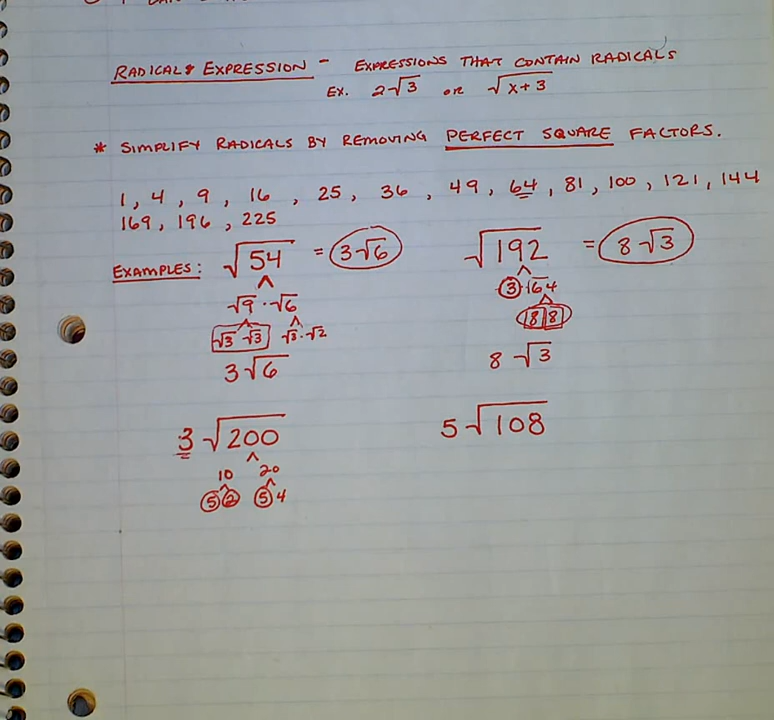 RADICAL EXPRESSION - EXPRESSIONS THAT CONTAIN RADICALS
EX. 2√3 OR √x+3
* SIMPLIFY RADICALS BY REMOVING PERFECT SQUARE FACTORS.
1, 4, 9, 16, 25, 36, 49, 64, 81, 100, 121, 144
169, 196, 225
EXAMPLES: √54 = 3√6 √192 = 8√3
√9 · √6 3 · 64
√3 √3 √3 · √2 8 8
3√6 8 √3
3 √200 5√108
10 20
5 2 5 4